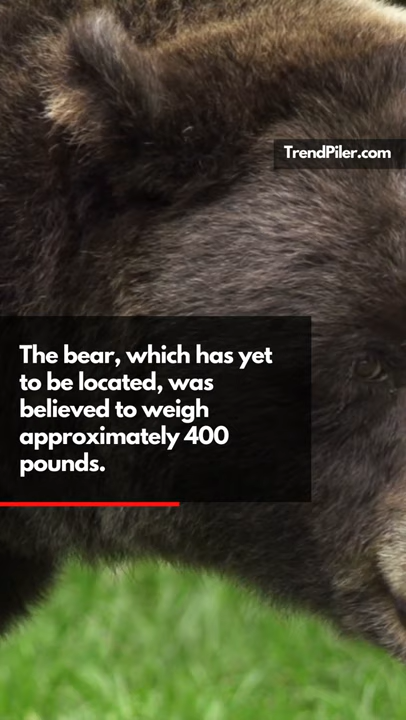 TrendPiler.com
The bear, which has yet
to be located, was
believed to weigh
approximately 400
pounds.